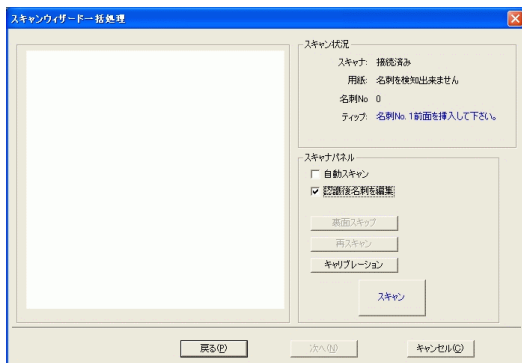 スキャンウィザード一括処理
スキャン状況
スキャナ: 接続済み
用紙: 名刺を検知出来ません
名刺No 0
ティップ: 名刺No. 1前面を挿入して下さい。
スキャナパネル
自動スキャン
認識後名刺を編集
裏面スキップ
再スキャン
キャリブレーション
スキャン
戻る(P)
次へ(N)
キャンセル(C)